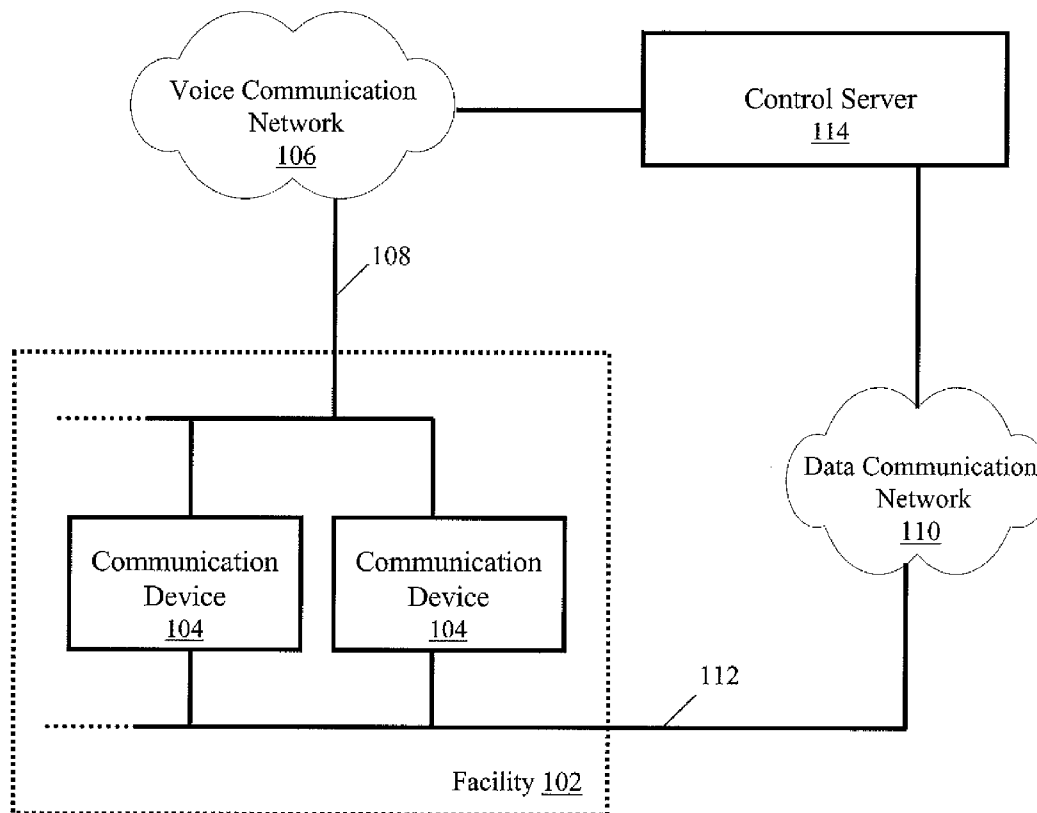 Voice Communication
Network
106
Control Server
114
108
Data Communication
Network
110
Communication
Device
104
Communication
Device
104
112
Facility 102